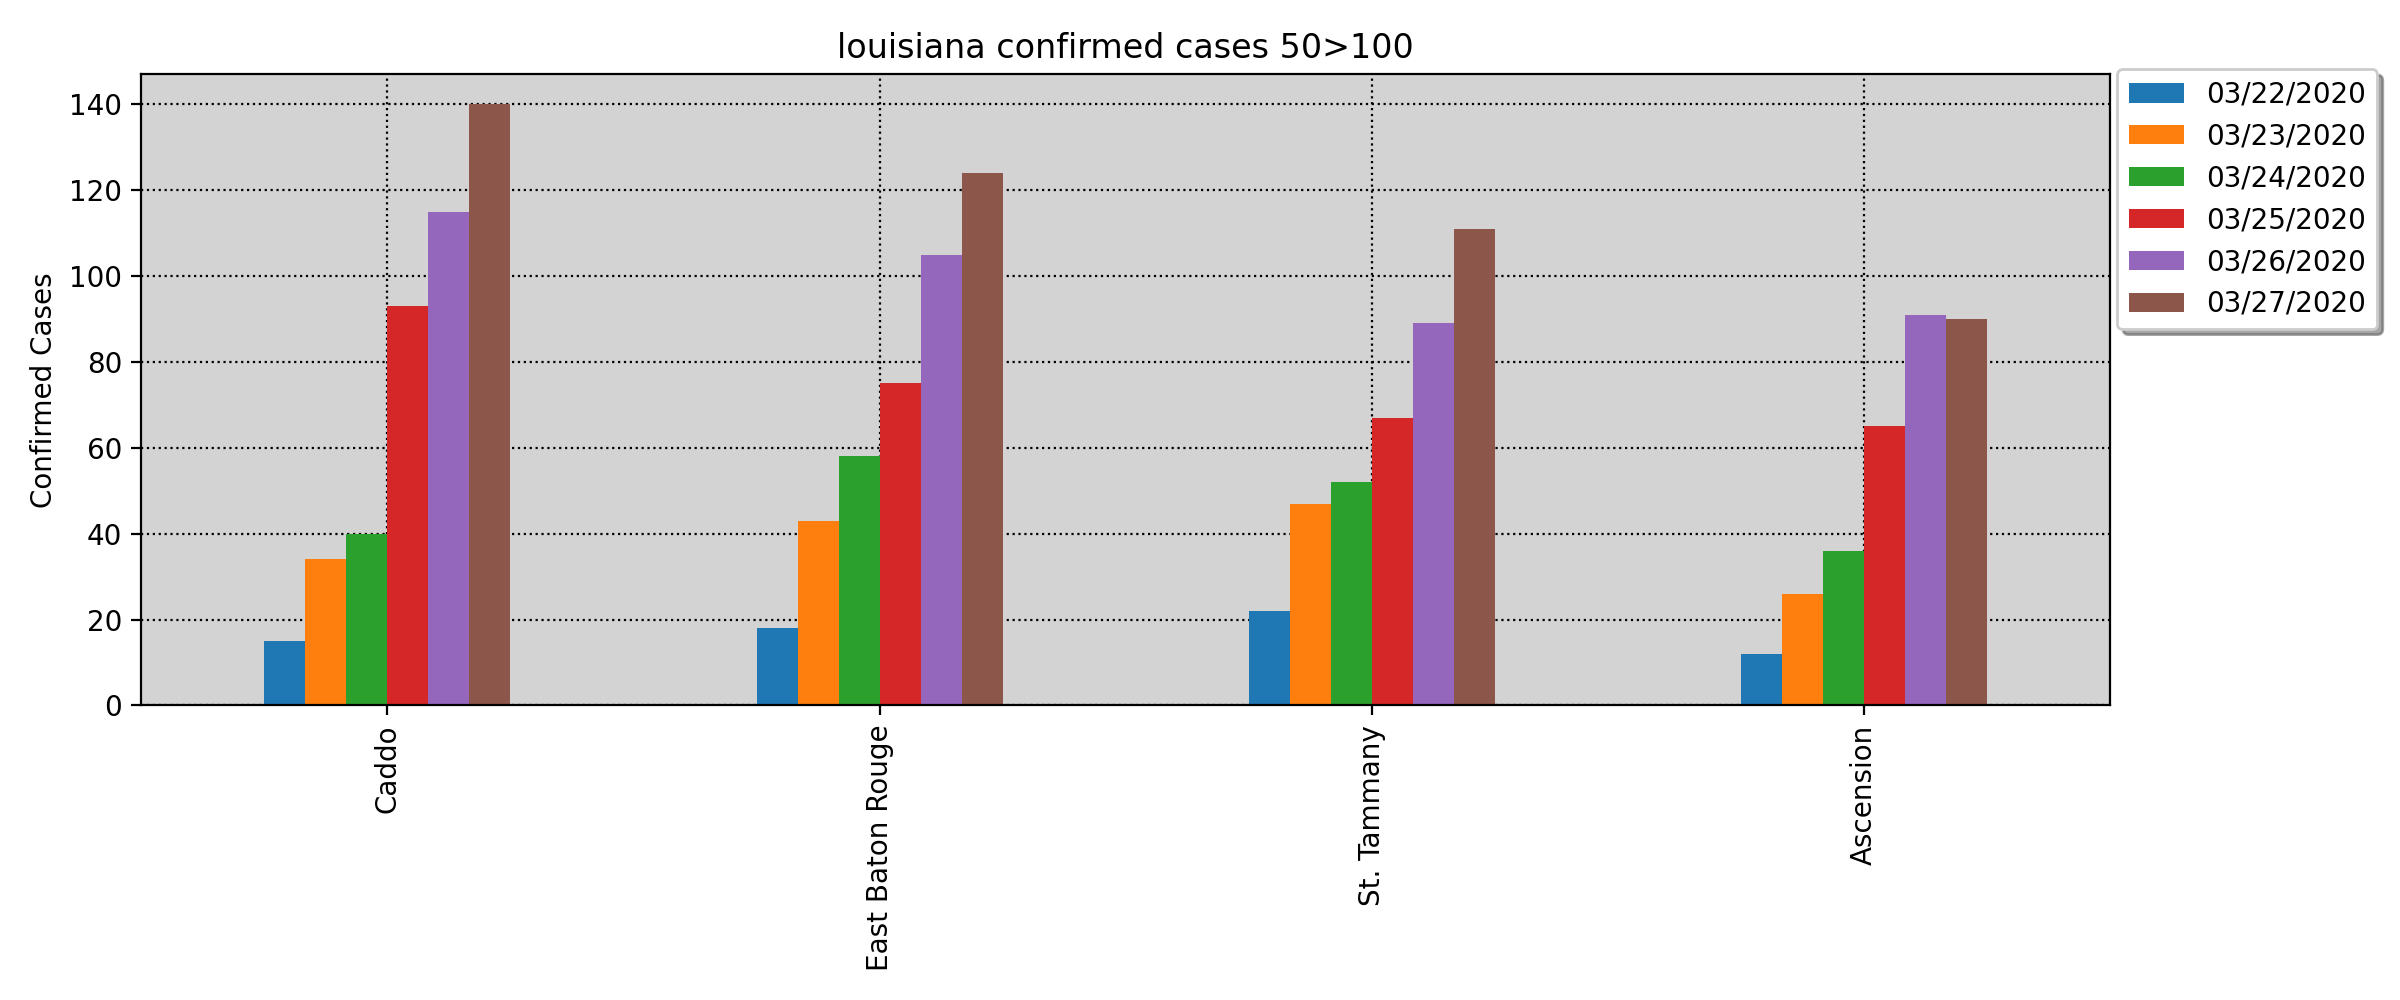 louisiana confirmed cases 50>100
Confirmed Cases
140
120
100
80
60
40
20
0
Caddo
East Baton Rouge
St. Tammany
Ascension
03/22/2020
03/23/2020
03/24/2020
03/25/2020
03/26/2020
03/27/2020